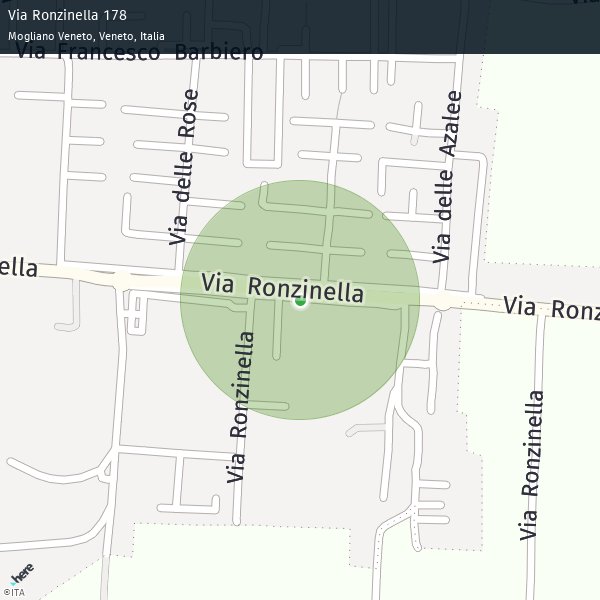 Via Ronzinella 178
Mogliano Veneto, Veneto, Italia
Via Francesco Barbiero
Via delle Rose
Via delle Azalee
nella
Via Ronzinella
Via Ronz
Via Ronzinella
Via Ronzinella
here
©ITA